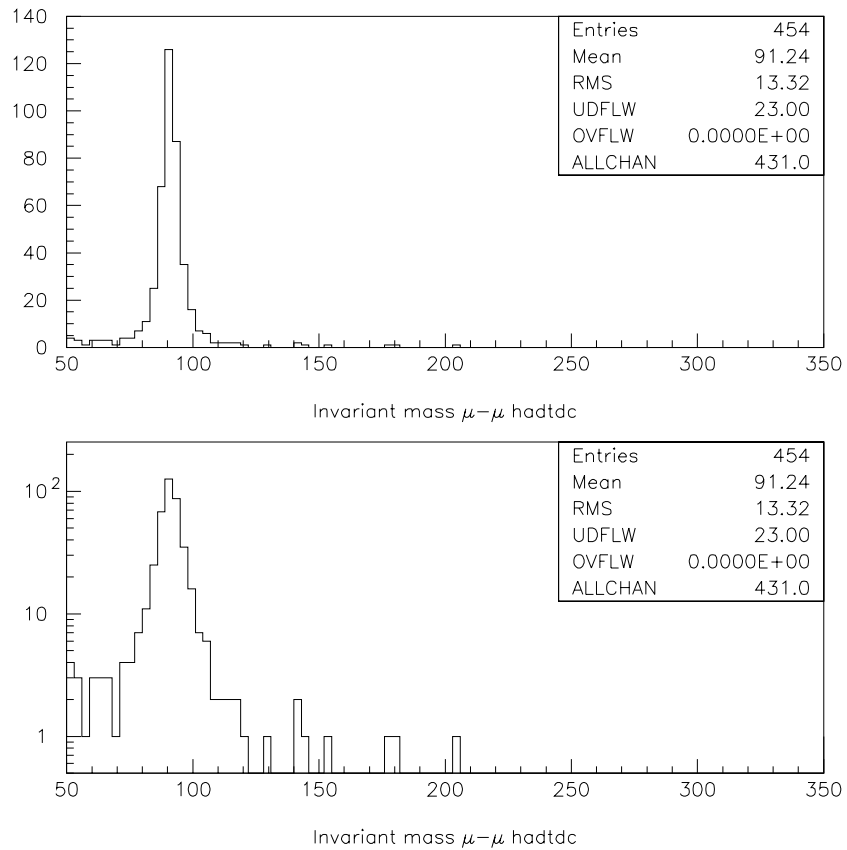 140
120
100
80
60
40
20
0
Entries 454
Mean 91.24
RMS 13.32
UDFLW 23.00
OVFLW 0.0000E+00
ALLCHAN 431.0
50 100 150 200 250 300 350
Invariant mass μ−μ hadtdc
10²
10
1
Entries 454
Mean 91.24
RMS 13.32
UDFLW 23.00
OVFLW 0.0000E+00
ALLCHAN 431.0
50 100 150 200 250 300 350
Invariant mass μ−μ hadtdc